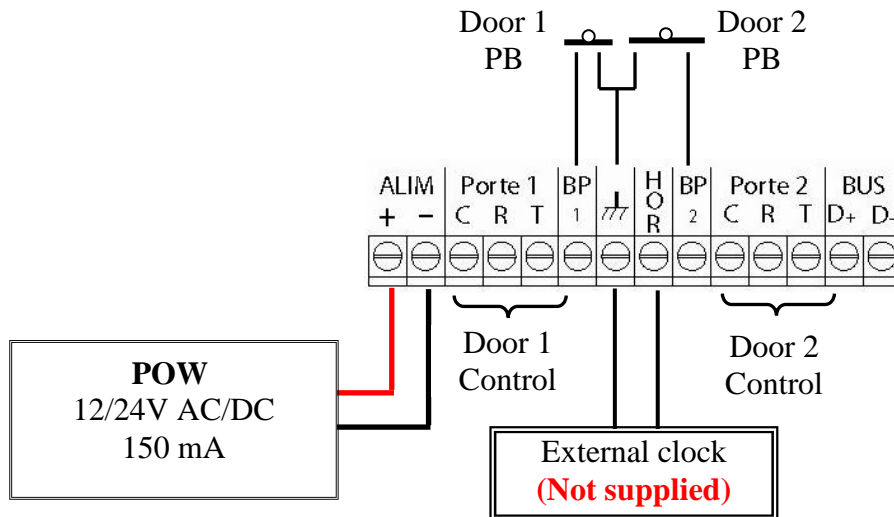 Door 1
PB
Door 2
PB
ALIM Porte 1 BP HOR BP Porte 2 BUS
+ - C R T 1 2 C R T D+ D-
Door 1
Control
Door 2
Control
POW
12/24V AC/DC
150 mA
External clock
(Not supplied)